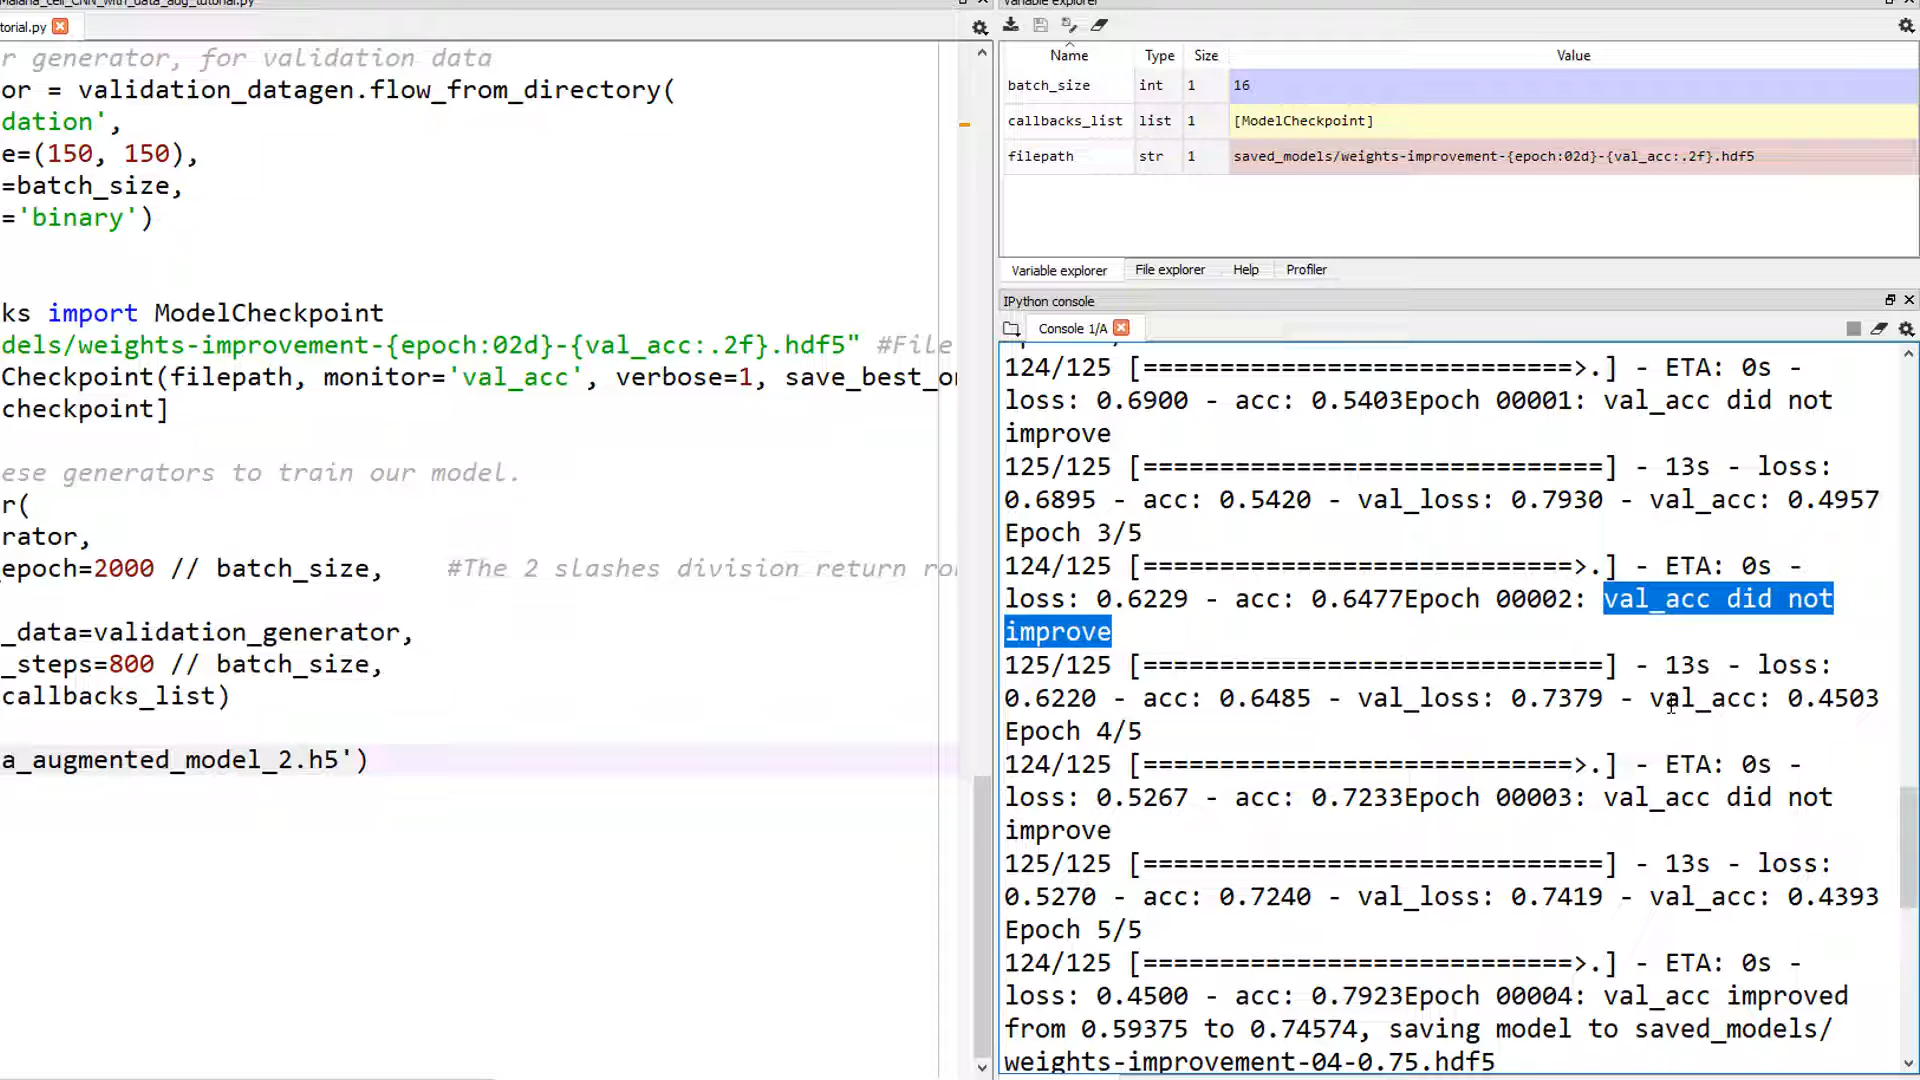 Malaria_cell_CNN_with_data_aug_tutorial.py
torial.py
r generator, for validation data
or = validation_datagen.flow_from_directory(
dation',
e=(150, 150),
=batch_size,
='binary')
ks import ModelCheckpoint
dels/weights-improvement-{epoch:02d}-{val_acc:.2f}.hdf5" #File
Checkpoint(filepath, monitor='val_acc', verbose=1, save_best_on
checkpoint]
ese generators to train our model.
r(
rator,
epoch=2000 // batch_size, #The 2 slashes division return ro
_data=validation_generator,
_steps=800 // batch_size,
callbacks_list)
a_augmented_model_2.h5')
Variable explorer
Name Type Size Value
batch_size int 1 16
callbacks_list list 1 [ModelCheckpoint]
filepath str 1 saved_models/weights-improvement-{epoch:02d}-{val_acc:.2f}.hdf5
Variable explorer File explorer Help Profiler
IPython console
Console 1/A
124/125 [============================>.] - ETA: 0s -
loss: 0.6900 - acc: 0.5403Epoch 00001: val_acc did not
improve
125/125 [==============================] - 13s - loss:
0.6895 - acc: 0.5420 - val_loss: 0.7930 - val_acc: 0.4957
Epoch 3/5
124/125 [============================>.] - ETA: 0s -
loss: 0.6229 - acc: 0.6477Epoch 00002: val_acc did not
improve
125/125 [==============================] - 13s - loss:
0.6220 - acc: 0.6485 - val_loss: 0.7379 - val_acc: 0.4503
Epoch 4/5
124/125 [============================>.] - ETA: 0s -
loss: 0.5267 - acc: 0.7233Epoch 00003: val_acc did not
improve
125/125 [==============================] - 13s - loss:
0.5270 - acc: 0.7240 - val_loss: 0.7419 - val_acc: 0.4393
Epoch 5/5
124/125 [============================>.] - ETA: 0s -
loss: 0.4500 - acc: 0.7923Epoch 00004: val_acc improved
from 0.59375 to 0.74574, saving model to saved_models/
weights-improvement-04-0.75.hdf5